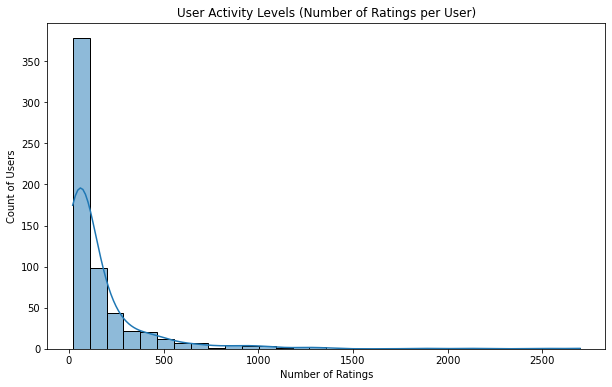 User Activity Levels (Number of Ratings per User)
Count of Users
350
300
250
200
150
100
50
0
0 500 1000 1500 2000 2500
Number of Ratings